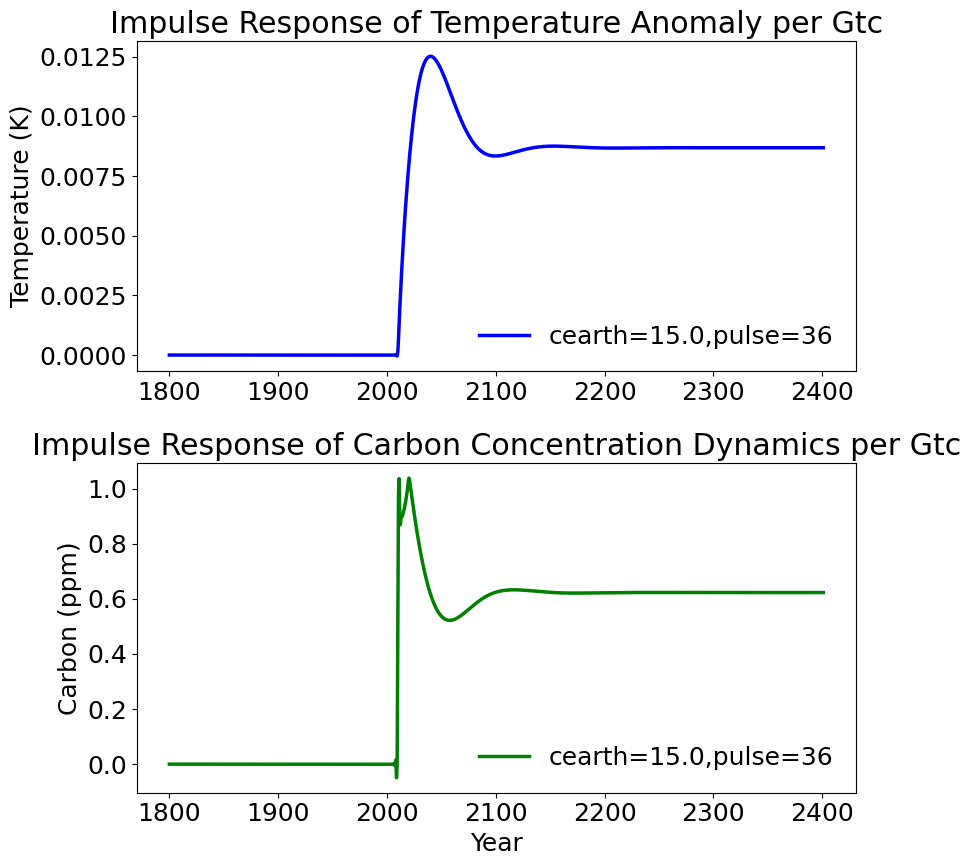 Impulse Response of Temperature Anomaly per Gtc
Temperature (K)
0.0125
0.0100
0.0075
0.0050
0.0025
0.0000
cearth=15.0,pulse=36
1800 1900 2000 2100 2200 2300 2400
Impulse Response of Carbon Concentration Dynamics per Gtc
Carbon (ppm)
1.0
0.8
0.6
0.4
0.2
0.0
cearth=15.0,pulse=36
1800 1900 2000 2100 2200 2300 2400
Year